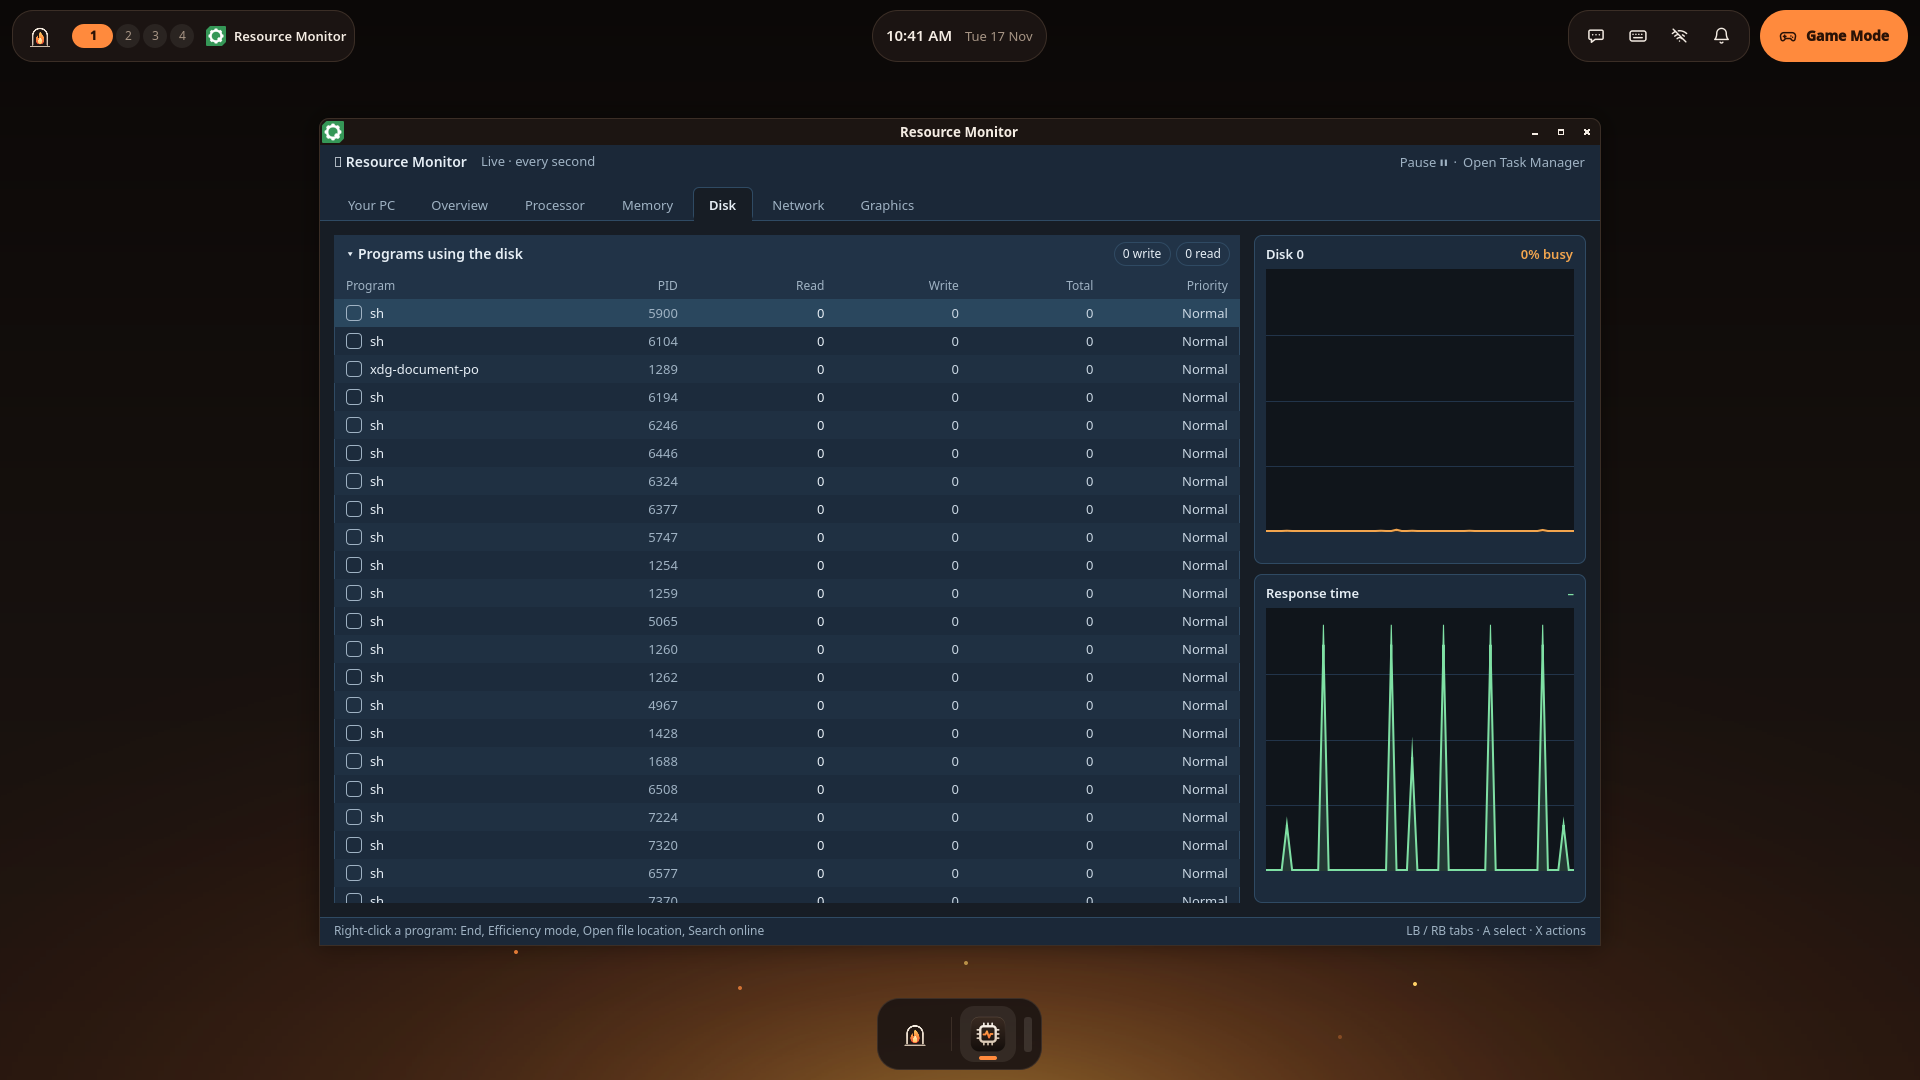 1 2 3 4 Resource Monitor
10:41 AM Tue 17 Nov
Game Mode
Resource Monitor
Resource Monitor Live · every second
Pause · Open Task Manager
Your PC Overview Processor Memory Disk Network Graphics
Programs using the disk 0 write 0 read
Program PID Read Write Total Priority
sh 5900 0 0 0 Normal
sh 6104 0 0 0 Normal
xdg-document-po 1289 0 0 0 Normal
sh 6194 0 0 0 Normal
sh 6246 0 0 0 Normal
sh 6446 0 0 0 Normal
sh 6324 0 0 0 Normal
sh 6377 0 0 0 Normal
sh 5747 0 0 0 Normal
sh 1254 0 0 0 Normal
sh 1259 0 0 0 Normal
sh 5065 0 0 0 Normal
sh 1260 0 0 0 Normal
sh 1262 0 0 0 Normal
sh 4967 0 0 0 Normal
sh 1428 0 0 0 Normal
sh 1688 0 0 0 Normal
sh 6508 0 0 0 Normal
sh 7224 0 0 0 Normal
sh 7320 0 0 0 Normal
sh 6577 0 0 0 Normal
sh 7370 0 0 0 Normal
Disk 0 0% busy
Response time –
Right-click a program: End, Efficiency mode, Open file location, Search online
LB / RB tabs · A select · X actions